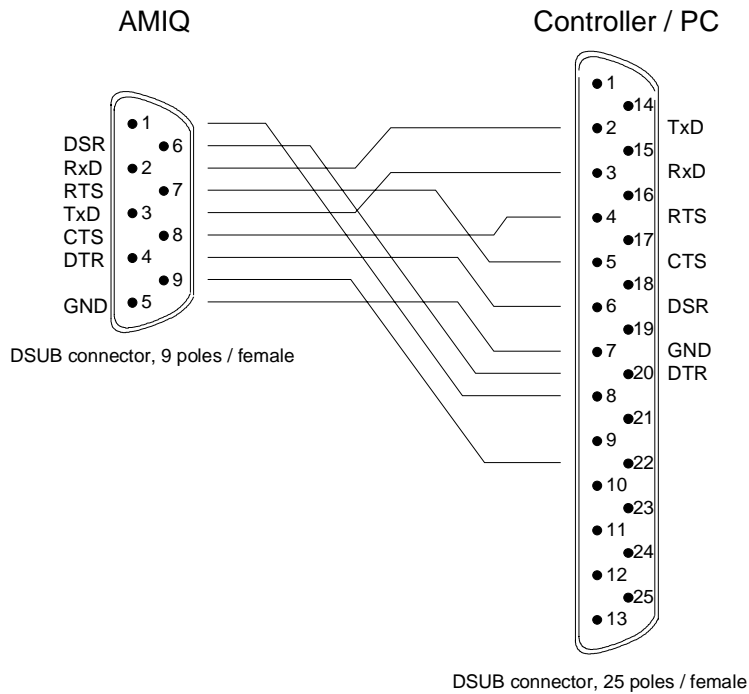 AMIQ
Controller / PC
DSR
RxD
RTS
TxD
CTS
DTR
GND
1
6
2
7
3
8
4
9
5
DSUB connector, 9 poles / female
1
14
2
15
3
16
4
17
5
18
6
19
7
20
8
21
9
22
10
23
11
24
12
25
13
TxD
RxD
RTS
CTS
DSR
GND
DTR
DSUB connector, 25 poles / female